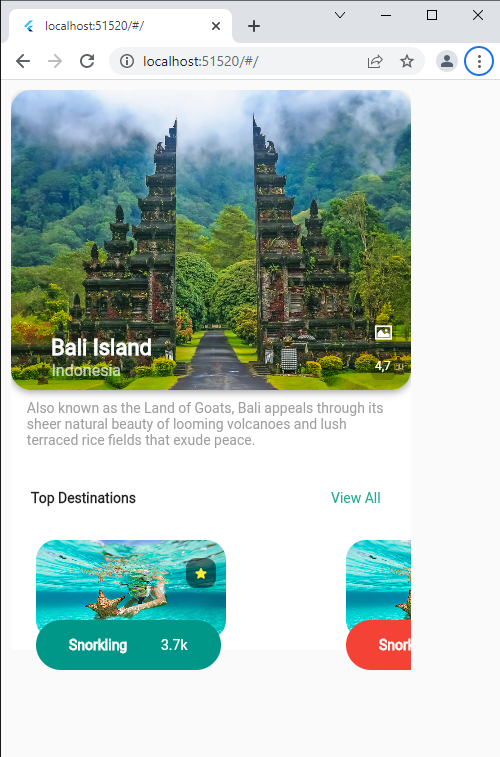 localhost:51520/#/
localhost:51520/#/
Bali Island
Indonesia
4,7
Also known as the Land of Goats, Bali appeals through its
sheer natural beauty of looming volcanoes and lush
terraced rice fields that exude peace.
Top Destinations
View All
Snorkling
3.7k
Snork